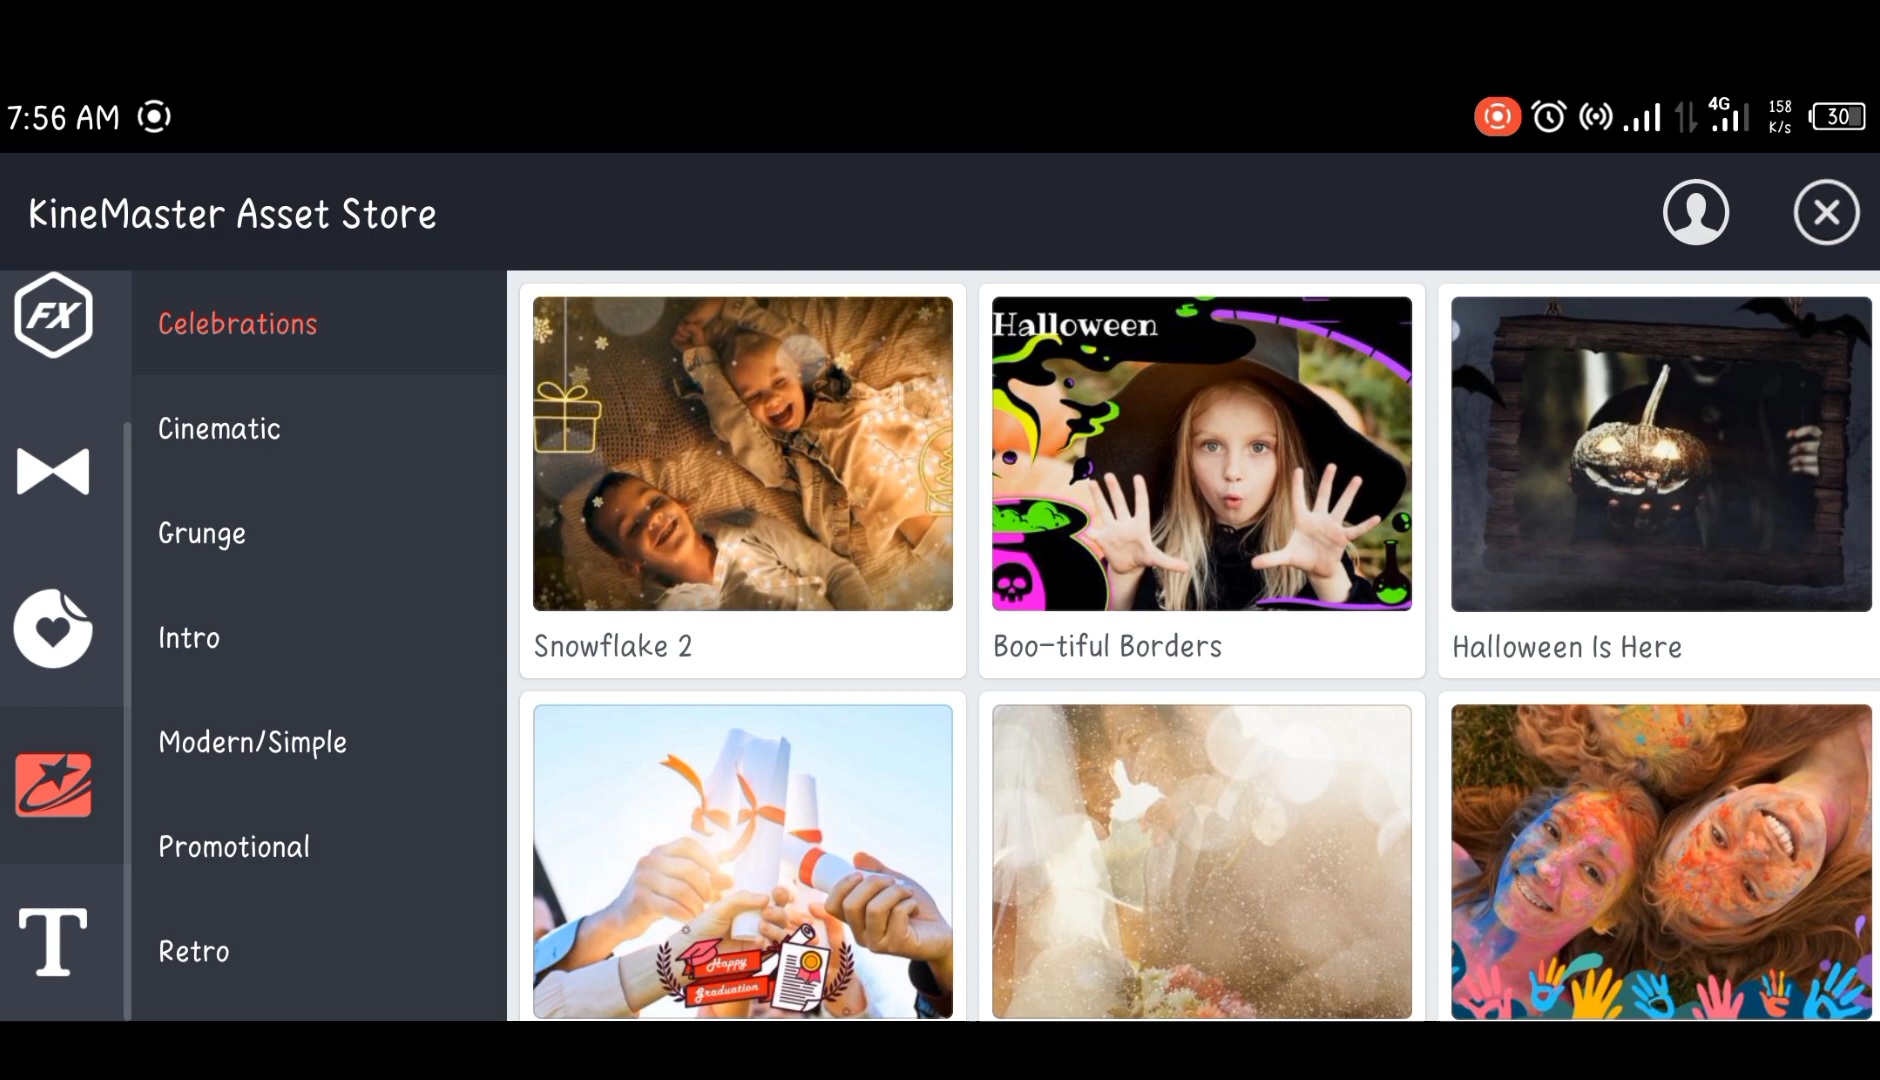 7:56 AM
4G
158
K/s
30
KineMaster Asset Store
FX
Celebrations
Cinematic
Grunge
Intro
Modern/Simple
Promotional
Retro
T
Halloween
Snowflake 2
Boo-tiful Borders
Halloween Is Here
Happy
Graduation